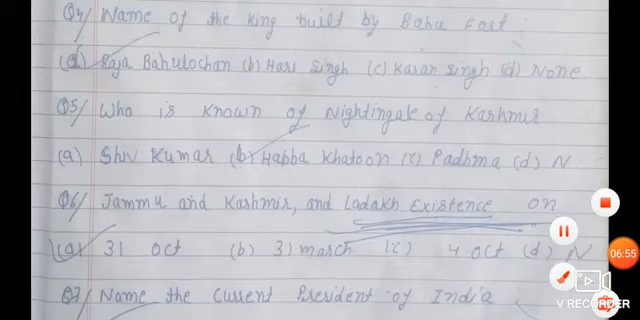 Q4/ Name of the King built by Bahu Fort
(a) Raja Bahulochan (b) Hari Singh (c) Karan Singh (d) None
Q5/ Who is known of Nightingale of Kashmir
(a) Shiv Kumar (b) Habba Khatoon (c) Padhma (d) N
Q6/ Jammu and Kashmir, and Ladakh Existence on
(a) 31 Oct (b) 31 march (c) 4 Oct (d) N
06:55
V RECORDER
Q7/ Name the Current President of India